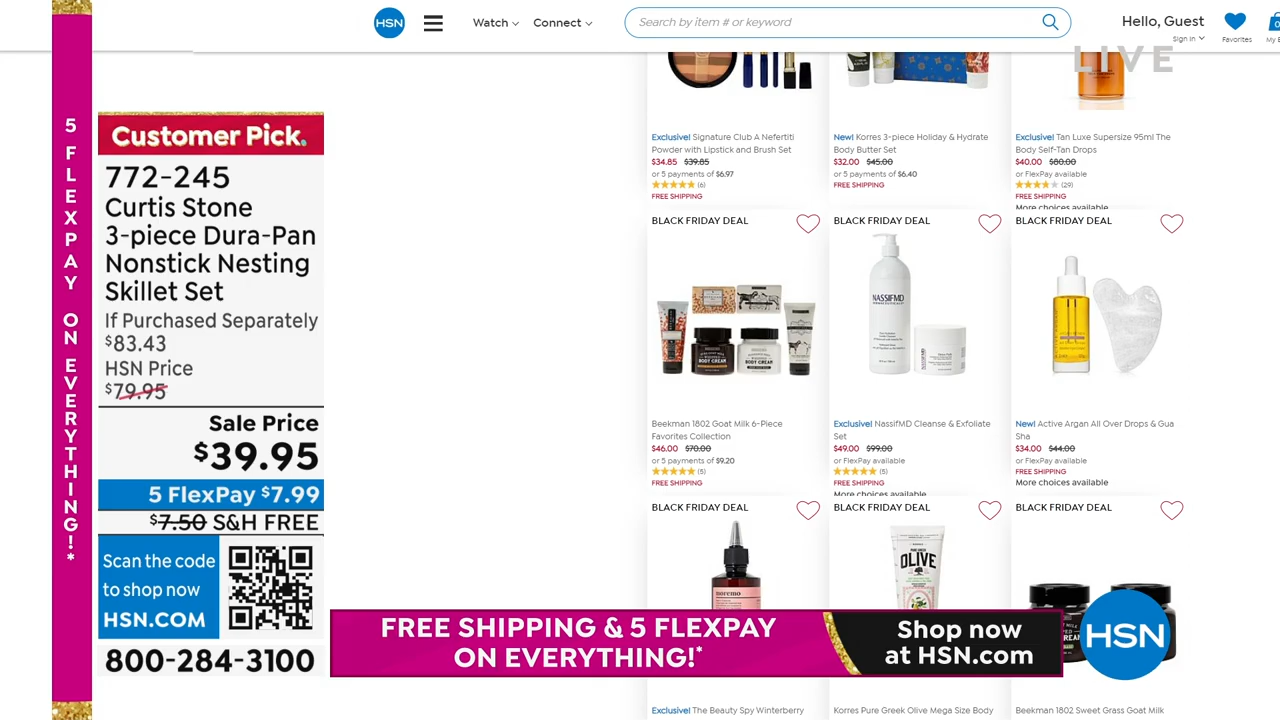 5 FLEXPAY ON EVERYTHING!*
HSN
Watch
Connect
Search by item # or keyword
Hello, Guest
Sign In
Favorites
LIVE
Customer Pick.
772-245
Curtis Stone
3-piece Dura-Pan
Nonstick Nesting
Skillet Set
If Purchased Separately
$83.43
HSN Price
$79.95
Sale Price
$39.95
5 FlexPay $7.99
$7.50 S&H FREE
Scan the code
to shop now
HSN.COM
800-284-3100
Exclusive! Signature Club A Nefertiti
Powder with Lipstick and Brush Set
$34.85 $39.85
or 5 payments of $6.97
(6)
FREE SHIPPING
New! Korres 3-piece Holiday & Hydrate
Body Butter Set
$32.00 $45.00
or 5 payments of $6.40
FREE SHIPPING
Exclusive! Tan Luxe Supersize 95ml The
Body Self-Tan Drops
$40.00 $80.00
or FlexPay available
(29)
FREE SHIPPING
More choices available
BLACK FRIDAY DEAL
BODY CREAM
BODY CREAM
Beekman 1802 Goat Milk 6-Piece
Favorites Collection
$46.00 $70.00
or 5 payments of $9.20
(5)
FREE SHIPPING
BLACK FRIDAY DEAL
NASSIFMD
Exclusive! NassifMD Cleanse & Exfoliate
Set
$49.00 $99.00
or FlexPay available
(5)
FREE SHIPPING
More choices available
BLACK FRIDAY DEAL
New! Active Argan All Over Drops & Gua
Sha
$34.00 $44.00
or FlexPay available
FREE SHIPPING
More choices available
BLACK FRIDAY DEAL
moremo
BLACK FRIDAY DEAL
OLIVE
BLACK FRIDAY DEAL
FREE SHIPPING & 5 FLEXPAY
ON EVERYTHING!*
Shop now
at HSN.com
HSN
Exclusive! The Beauty Spy Winterberry
Korres Pure Greek Olive Mega Size Body
Beekman 1802 Sweet Grass Goat Milk